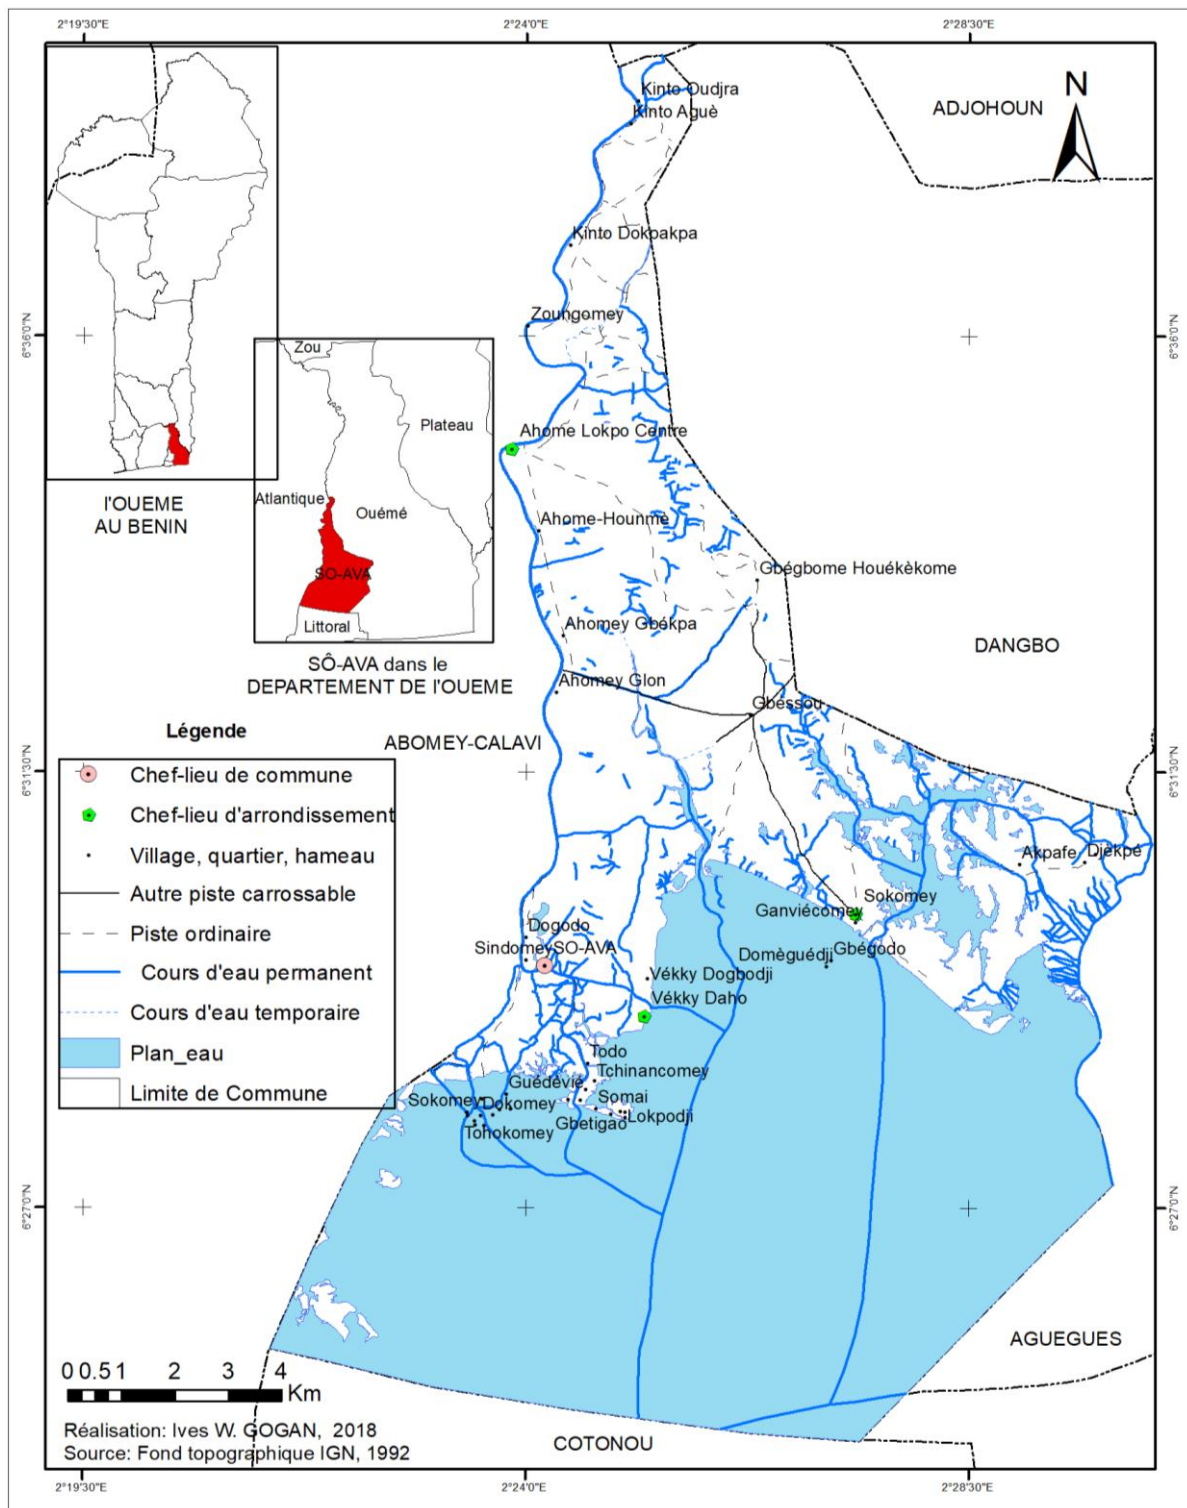 2°19'30"E
2°24'0"E
2°28'30"E
N
ADJOHOUN
Kinto Oudjra
Kinto Aguè
Kinto Dokpakpa
Zoungomey
6°36'0"N
6°36'0"N
Zou
Plateau
Atlantique
Ouémé
SO-AVA
Littoral
l'OUEME
AU BENIN
SÔ-AVA dans le
DEPARTEMENT DE l'OUEME
Ahome Lokpo Centre
Ahome-Hounmè
Gbégbome Houékèkome
Ahomey Gbékpa
DANGBO
Ahomey Glon
Gbessou
ABOMEY-CALAVI
6°31'30"N
6°31'30"N
Légende
Chef-lieu de commune
Chef-lieu d'arrondissement
Village, quartier, hameau
Autre piste carrossable
Piste ordinaire
Cours d'eau permanent
Cours d'eau temporaire
Plan_eau
Limite de Commune
Akpafe
Djekpe
Sokomey
Ganviécomey
Dogodo
Sindomey
SO-AVA
Gbégodo
Domèguédji
Vékky Dogbodji
Vékky Daho
Todo
Tchinancomey
Guédévié
Sokomey
Dokomey
Somai
Gbetigao
Lokpodji
Tohokomey
6°27'0"N
6°27'0"N
AGUEGUES
0 0.5 1 2 3 4
Km
Réalisation: Ives W. GOGAN, 2018
Source: Fond topographique IGN, 1992
COTONOU
2°19'30"E
2°24'0"E
2°28'30"E